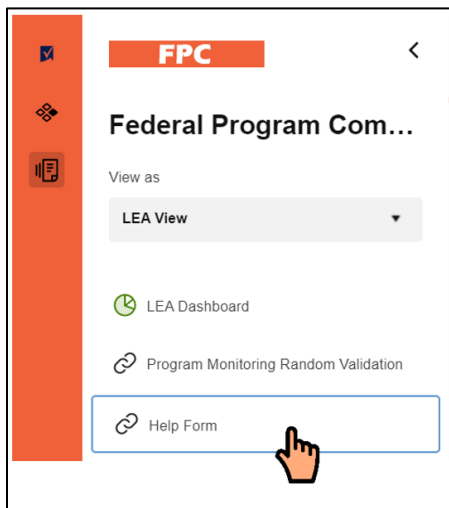 FPC
Federal Program Com...
View as
LEA View
LEA Dashboard
Program Monitoring Random Validation
Help Form